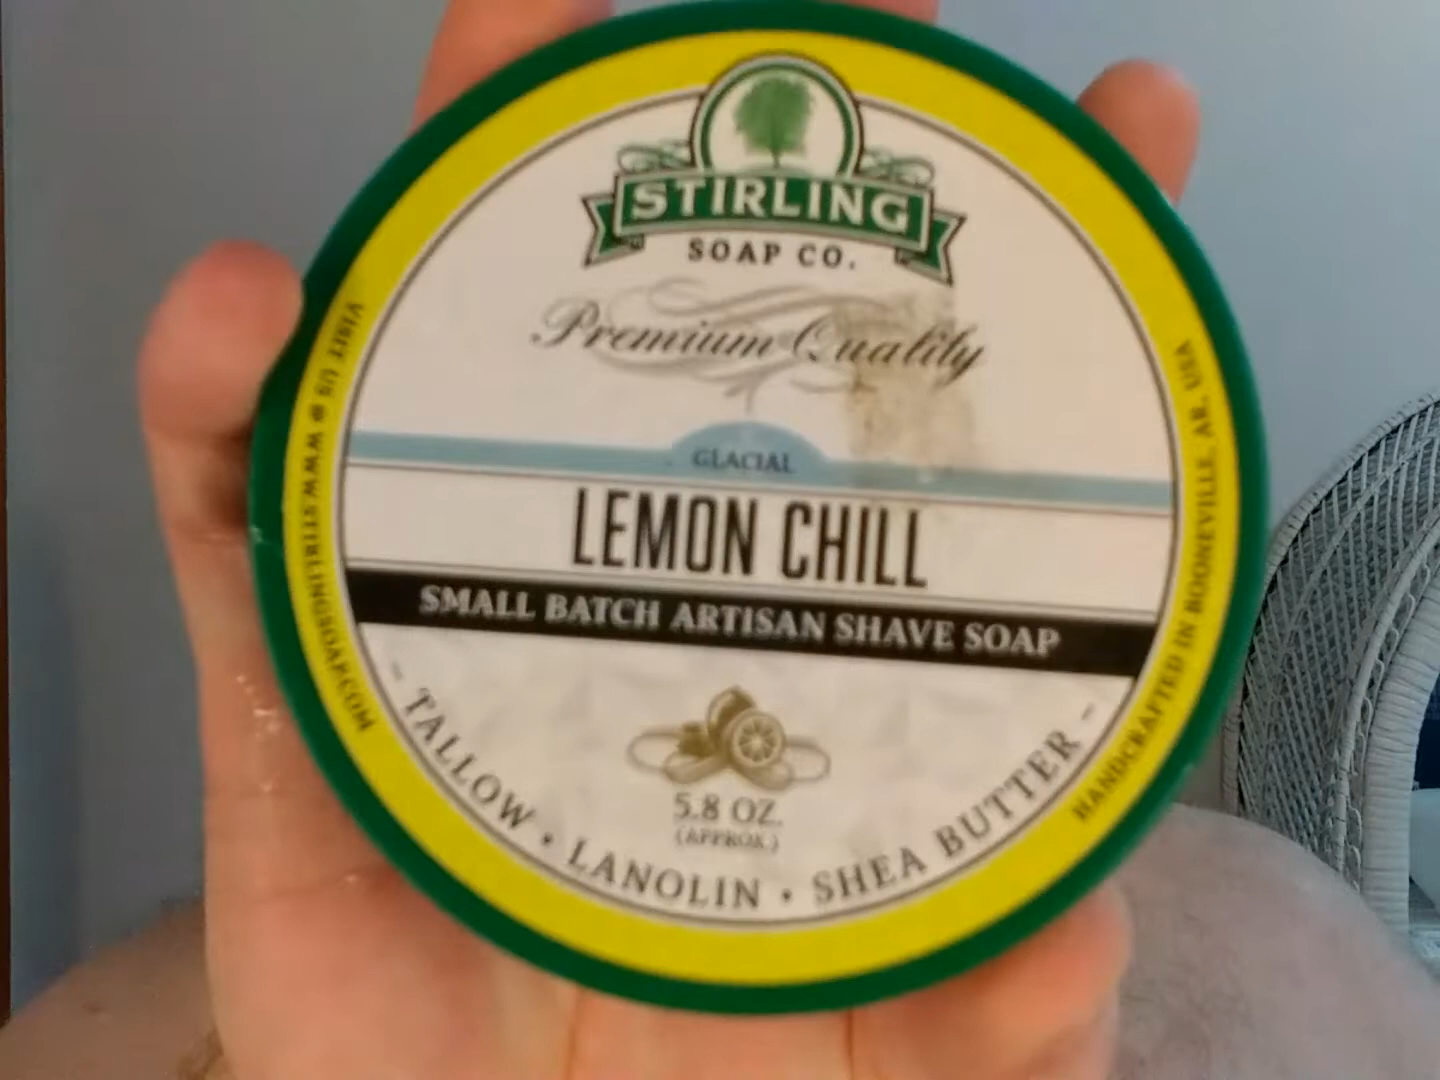 STIRLING
SOAP CO.
Premium Quality
GLACIAL
LEMON CHILL
SMALL BATCH ARTISAN SHAVE SOAP
5.8 OZ.
(APPROX.)
- TALLOW • LANOLIN • SHEA BUTTER -
VISIT US @ WWW.STIRLINGSOAP.COM
HANDCRAFTED IN BOONEVILLE, AR, USA